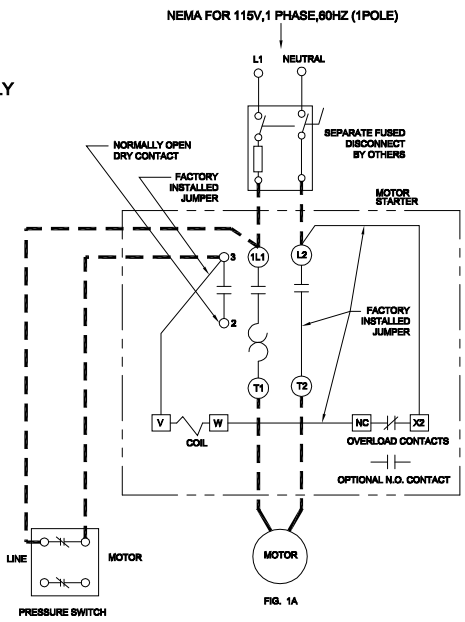 NEMA FOR 115V,1 PHASE,60HZ (1POLE)
L1
NEUTRAL
LY
SEPARATE FUSED
DISCONNECT
BY OTHERS
NORMALLY OPEN
DRY CONTACT
FACTORY
INSTALLED
JUMPER
MOTOR
STARTER
3
1L1
L2
2
FACTORY
INSTALLED
JUMPER
T1
T2
V
W
NC
X2
COIL
OVERLOAD CONTACTS
OPTIONAL N.O. CONTACT
LINE
MOTOR
MOTOR
FIG. 1A
PRESSURE SWITCH